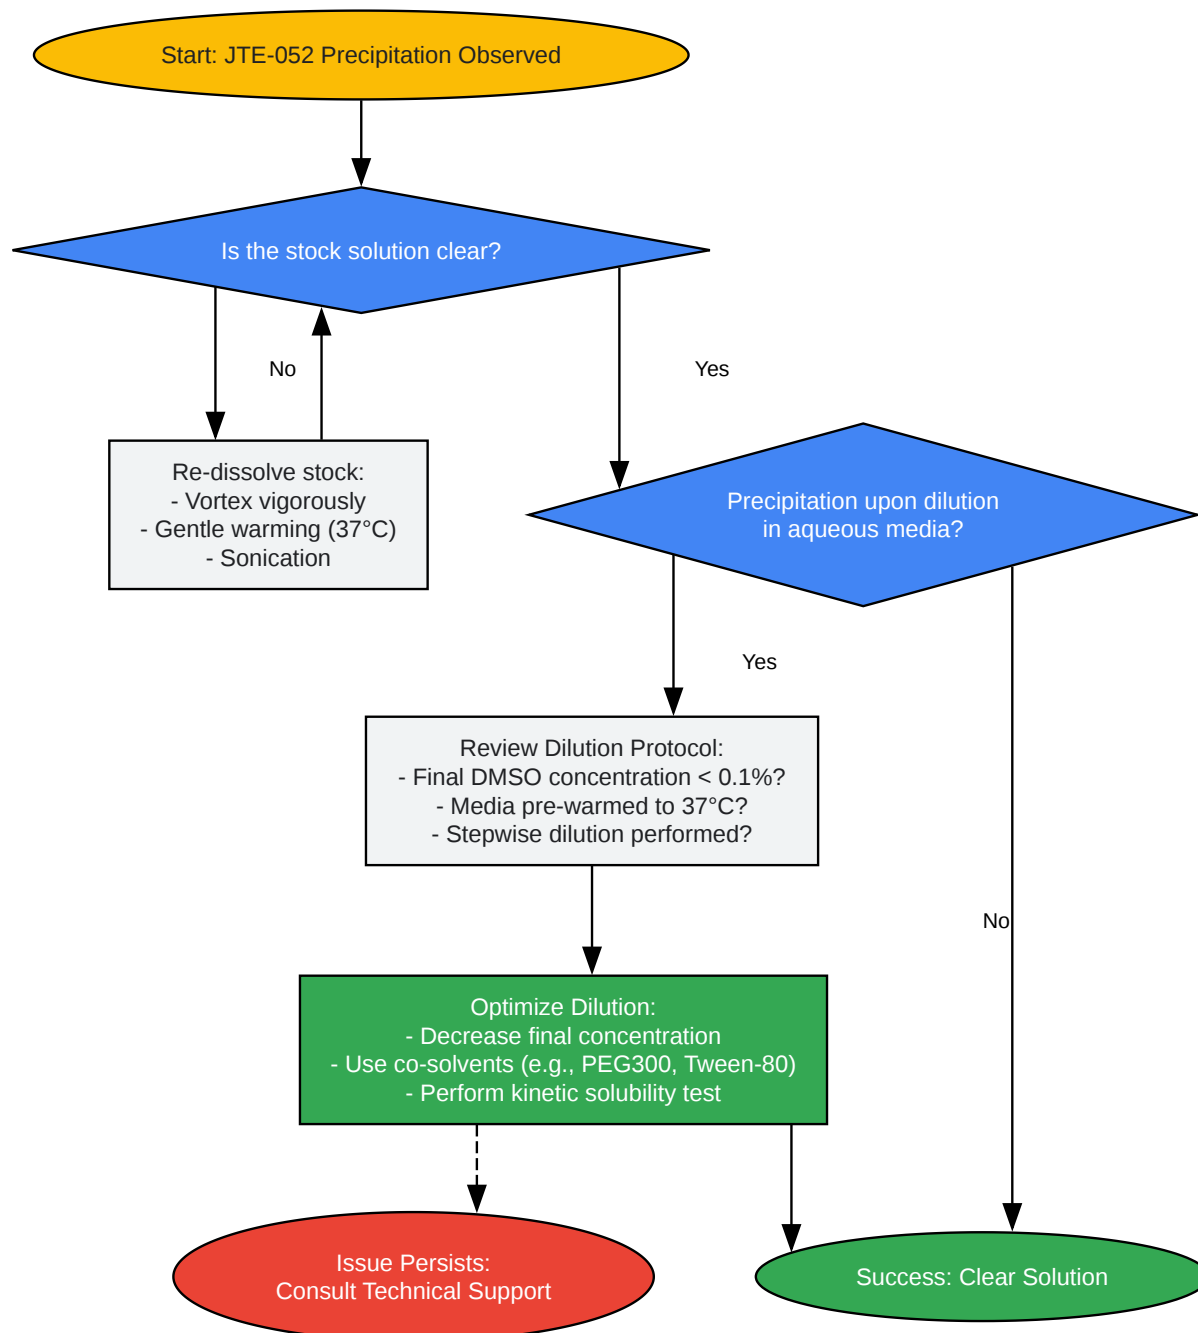 Start: JTE-052 Precipitation Observed
Is the stock solution clear?
No
Yes
Re-dissolve stock:
- Vortex vigorously
- Gentle warming (37°C)
- Sonication
Precipitation upon dilution
in aqueous media?
Yes
Review Dilution Protocol:
- Final DMSO concentration < 0.1%?
- Media pre-warmed to 37°C?
- Stepwise dilution performed?
No
Optimize Dilution:
- Decrease final concentration
- Use co-solvents (e.g., PEG300, Tween-80)
- Perform kinetic solubility test
Issue Persists:
Consult Technical Support
Success: Clear Solution